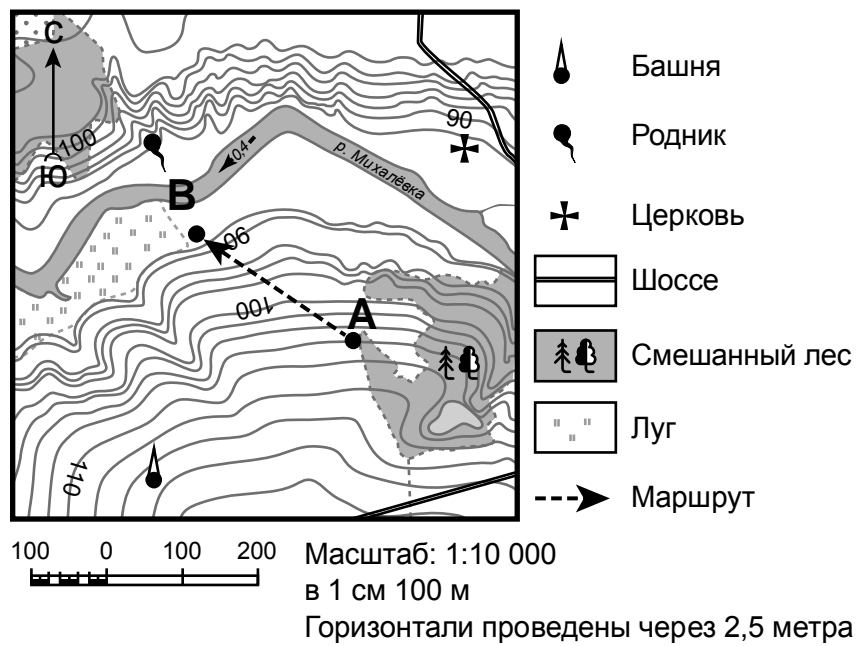 С
Ю
100
90
р. Михалёвка
0,4
B
90
100
A
110
Башня
Родник
Церковь
Шоссе
Смешанный лес
Луг
Маршрут
100 0 100 200
Масштаб: 1:10 000
в 1 см 100 м
Горизонтали проведены через 2,5 метра